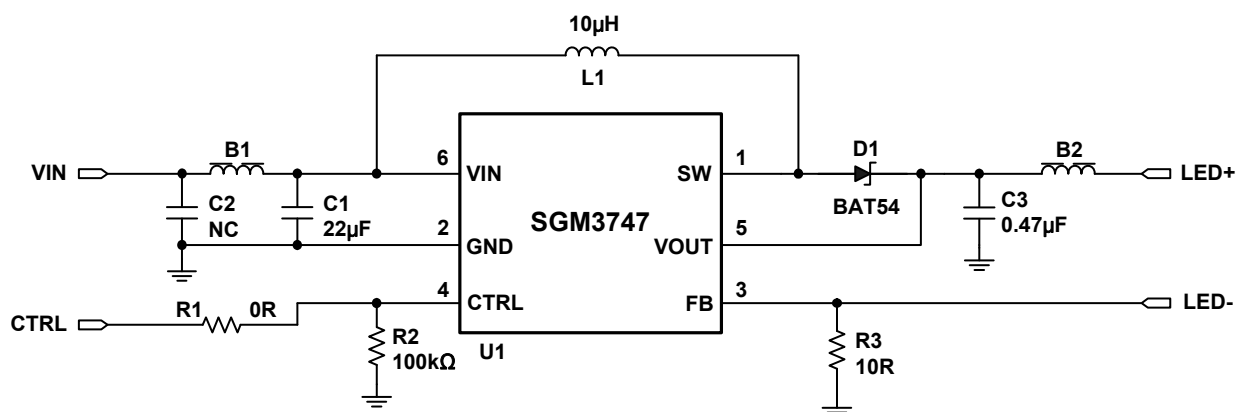 10µH
L1
VIN
B1
6
VIN
SW
1
D1
B2
LED+
C2
NC
C1
22µF
SGM3747
BAT54
C3
0.47µF
2
GND
VOUT
5
4
CTRL
FB
3
LED-
CTRL
R1
0R
R2
100kΩ
U1
R3
10R